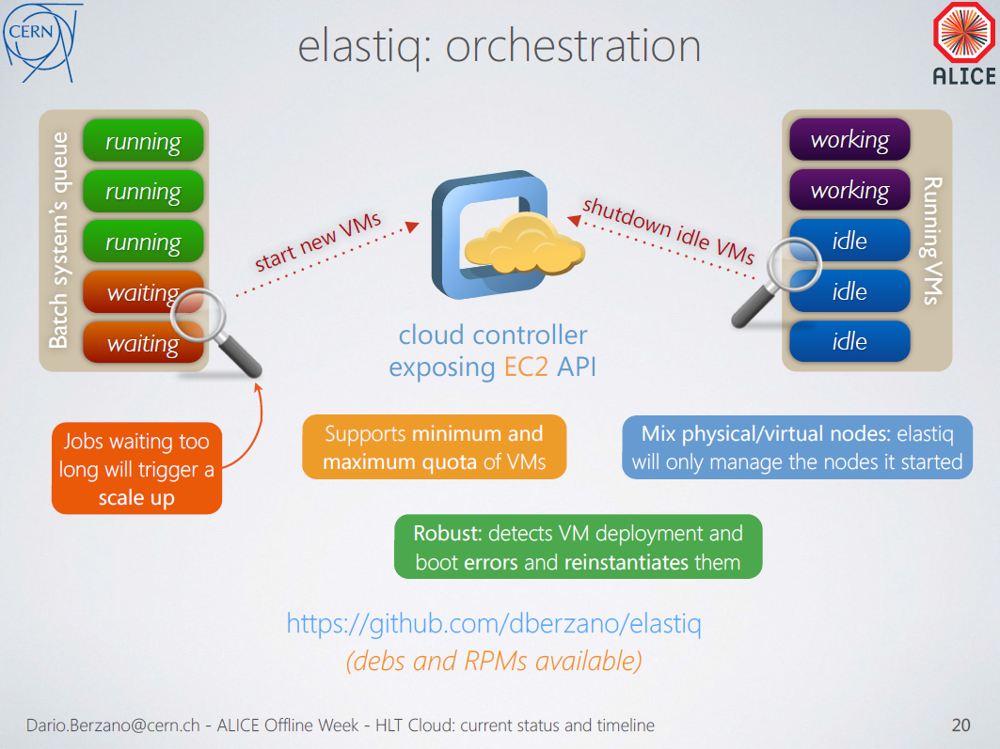 CERN
elastiq: orchestration
ALICE
Batch system's queue
running
running
running
waiting
waiting
start new VMs
shutdown idle VMs
cloud controller
exposing EC2 API
working
working
idle
idle
idle
Running VMs
Jobs waiting too
long will trigger a
scale up
Supports minimum and
maximum quota of VMs
Mix physical/virtual nodes: elastiq
will only manage the nodes it started
Robust: detects VM deployment and
boot errors and reinstantiates them
https://github.com/dberzano/elastiq
(debs and RPMs available)
Dario.Berzano@cern.ch - ALICE Offline Week - HLT Cloud: current status and timeline
20